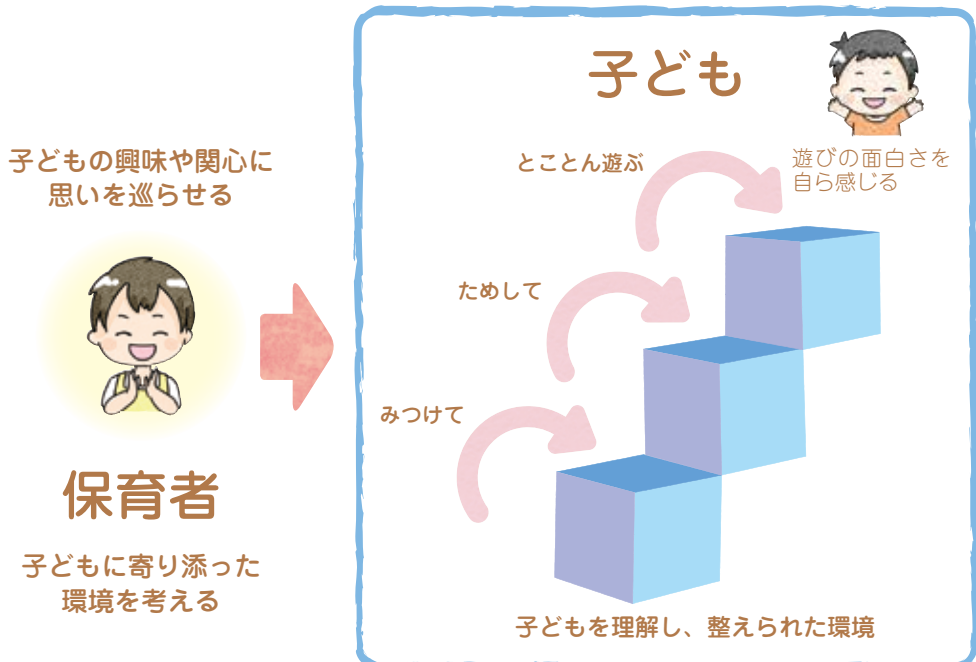 子どもの興味や関心に
思いを巡らせる
保育者
子どもに寄り添った
環境を考える
子ども
とことん遊ぶ
遊びの面白さを
自ら感じる
ためして
みつけて
子どもを理解し、整えられた環境